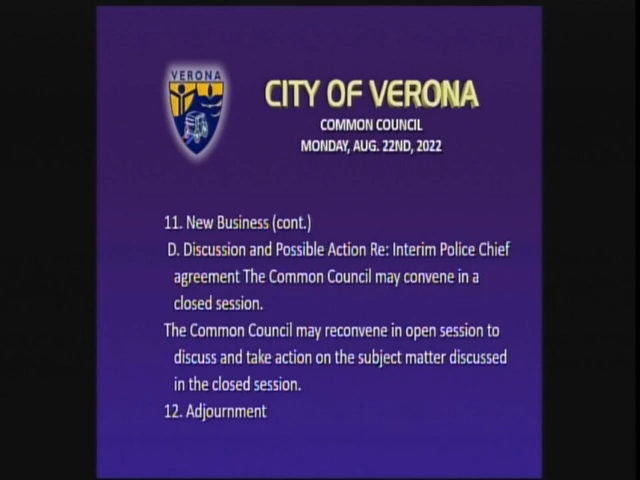 VERONA
CITY OF VERONA
COMMON COUNCIL
MONDAY, AUG. 22ND, 2022
11. New Business (cont.)
D. Discussion and Possible Action Re: Interim Police Chief
agreement The Common Council may convene in a
closed session.
The Common Council may reconvene in open session to
discuss and take action on the subject matter discussed
in the closed session.
12. Adjournment